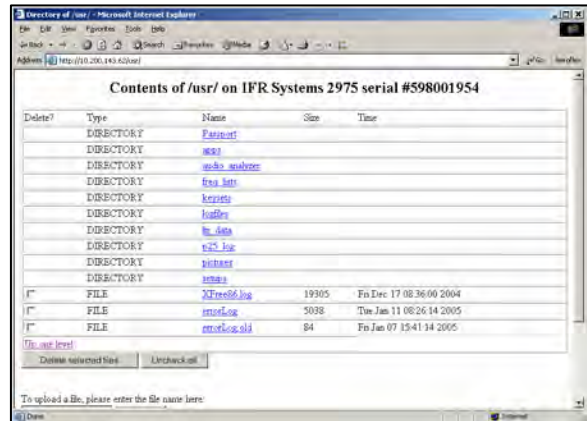 Directory of /usr/ - Microsoft Internet Explorer
File Edit View Favorites Tools Help
Back Search Favorites Media
Address http://10.200.143.62/usr/ Go
Contents of /usr/ on IFR Systems 2975 serial #598001954
Delete? Type Name Size Time
DIRECTORY Passport
DIRECTORY apps
DIRECTORY audio_analyzer
DIRECTORY freq_lists
DIRECTORY keysets
DIRECTORY logfiles
DIRECTORY
DIRECTORY p25_log
DIRECTORY pictures
DIRECTORY setups
FILE XFree86.log 19305 Fri Dec 17 08:36:00 2004
FILE errorLog 5038 Tue Jan 11 08:26:14 2005
FILE errorLog.old 84 Fri Jan 07 15:41:14 2005
Up one level
Delete selected files Uncheck all
To upload a file, please enter the file name here:
Done Internet